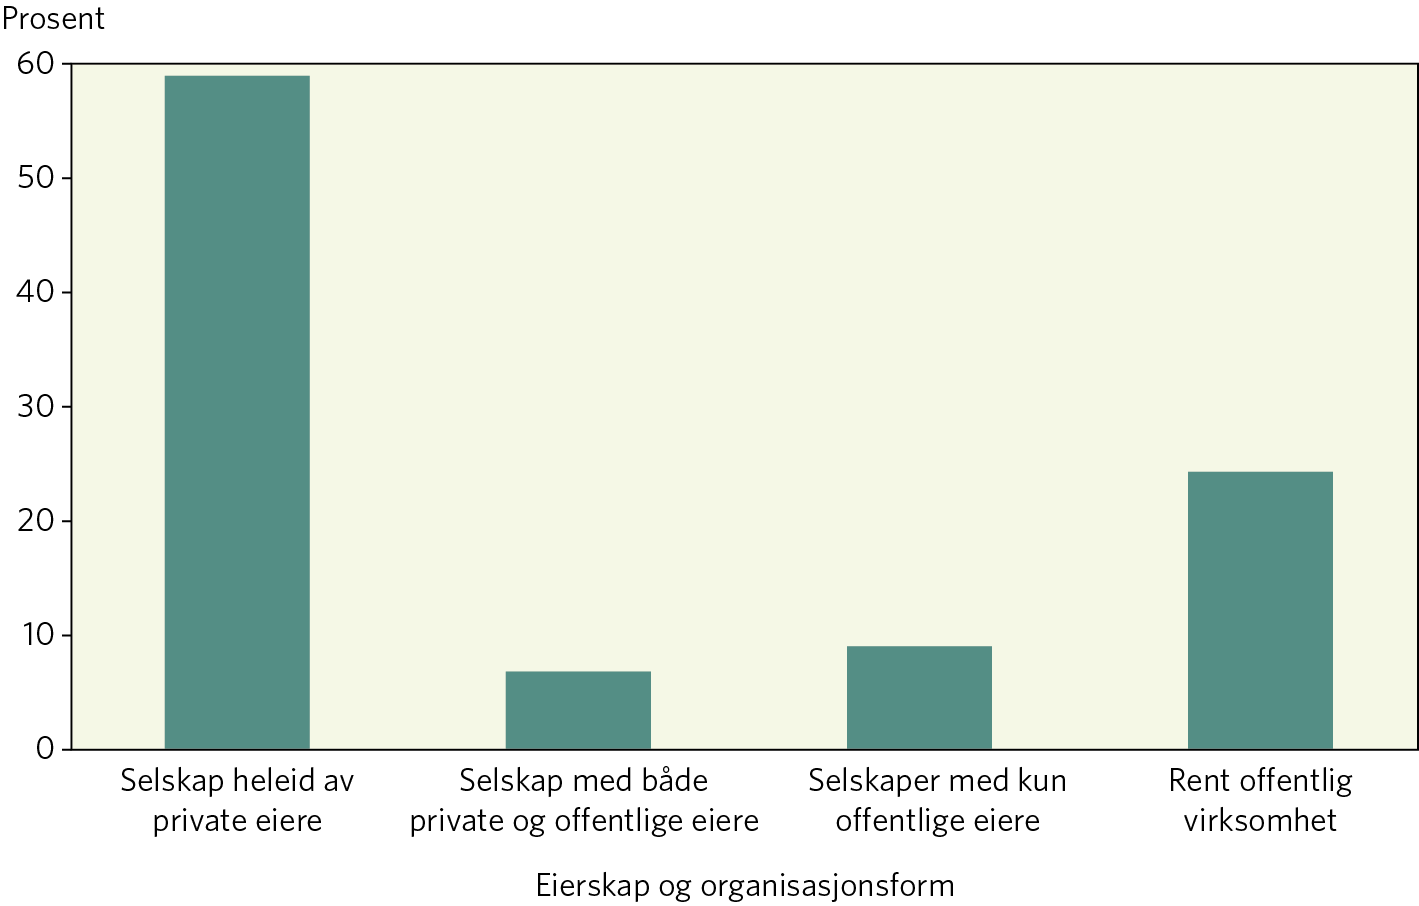 Prosent
60
50
40
30
20
10
0
Selskap heleid av
private eiere
Selskap med både
private og offentlige eiere
Selskaper med kun
offentlige eiere
Rent offentlig
virksomhet
Eierskap og organisasjonsform